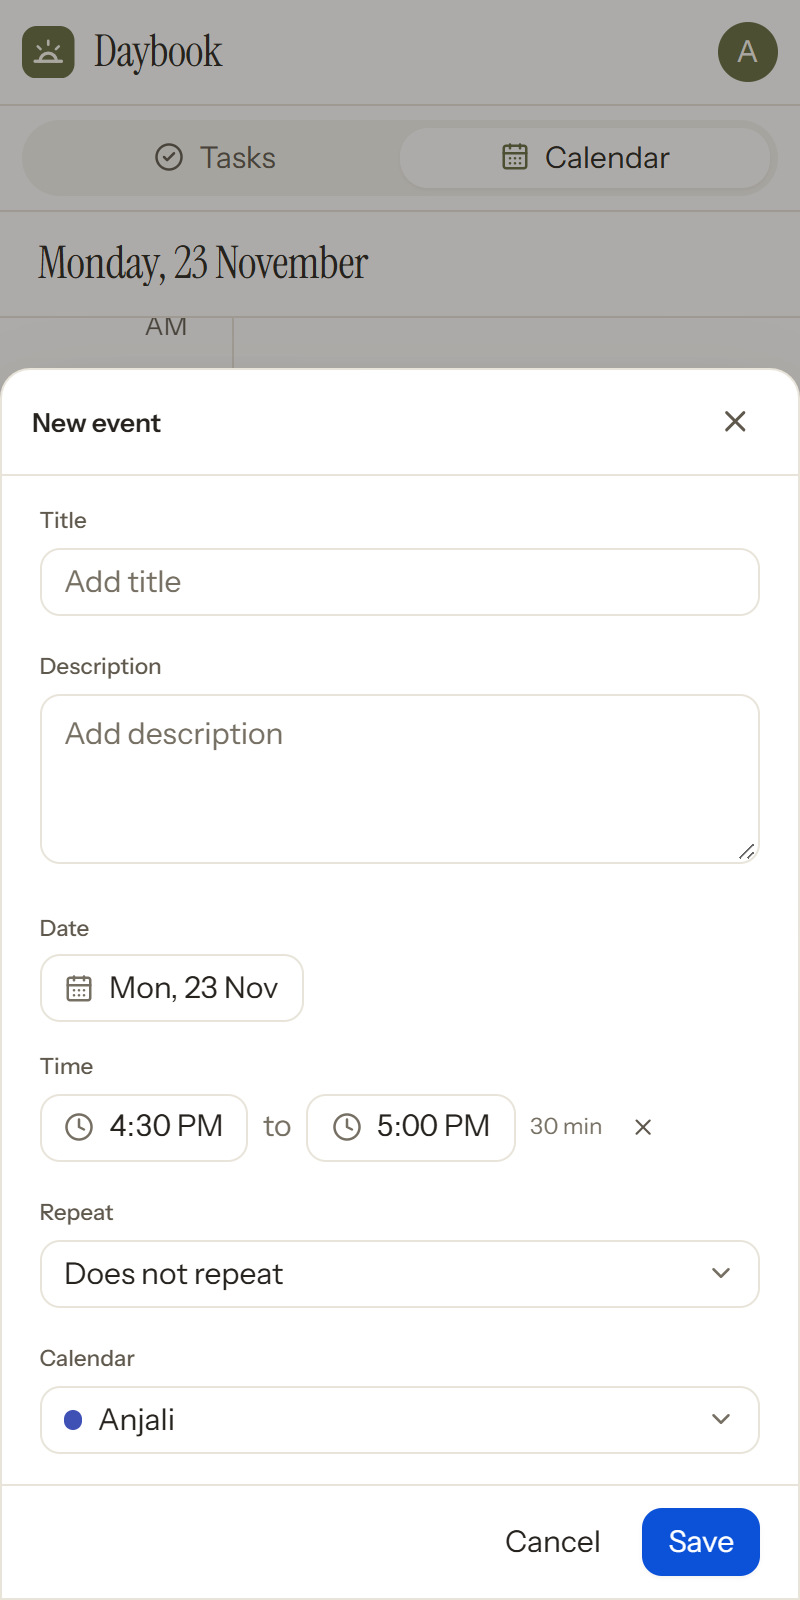 Daybook
A
Tasks
Calendar
Monday, 23 November
AM
New event
Title
Add title
Description
Add description
Date
Mon, 23 Nov
Time
4:30 PM to 5:00 PM 30 min
Repeat
Does not repeat
Calendar
Anjali
Cancel
Save